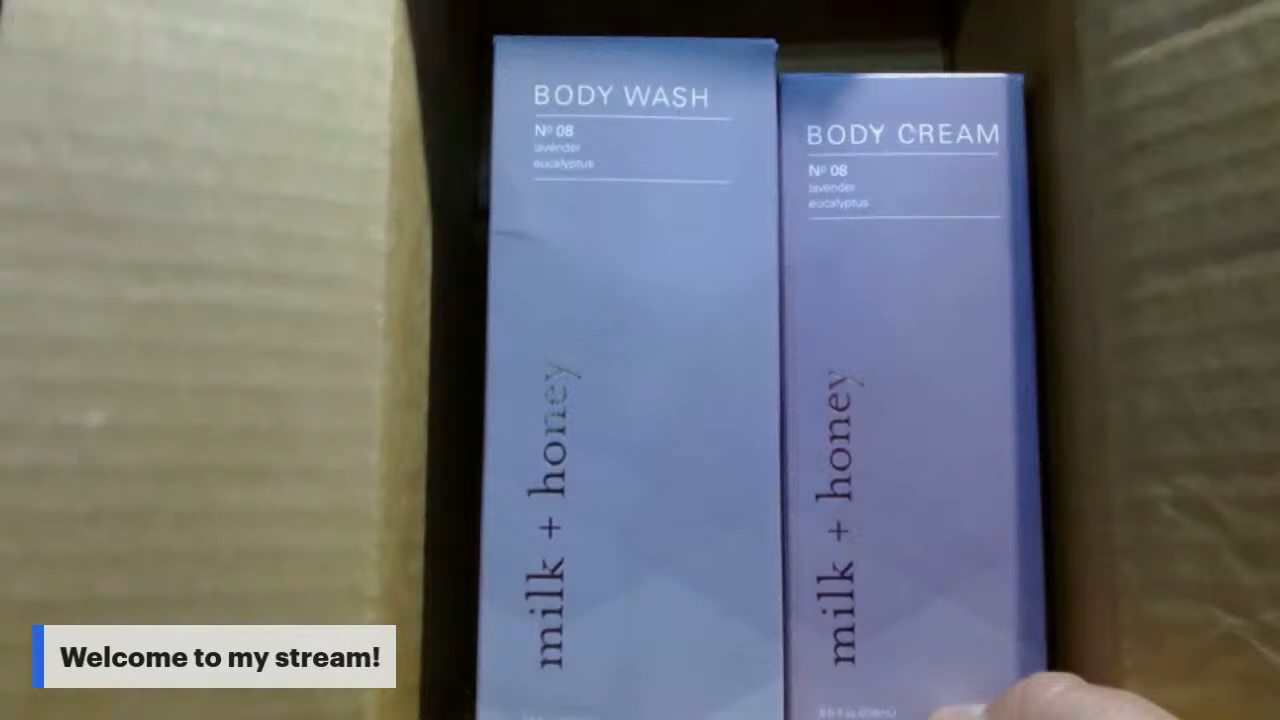 BODY WASH
Nº 08
lavender
eucalyptus
milk + honey
BODY CREAM
Nº 08
lavender
eucalyptus
milk + honey
Welcome to my stream!